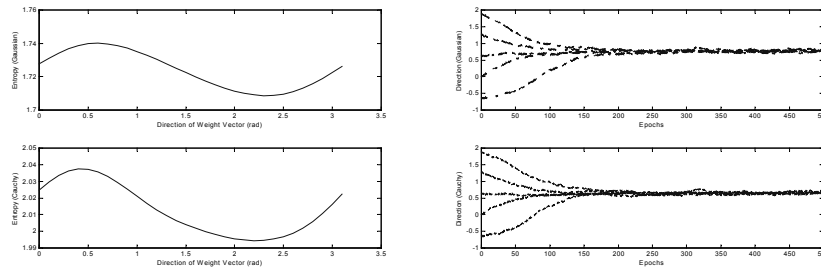 1.76
1.74
1.72
1.7
Entropy (Gaussian)
0 0.5 1 1.5 2 2.5 3 3.5
Direction of Weight Vector (rad)
2
1.5
1
0.5
0
-0.5
-1
Direction (Gaussian)
0 50 100 150 200 250 300 350 400 450 500
Epochs
2.05
2.04
2.03
2.02
2
1.99
Entropy (Cauchy)
0 0.5 1 1.5 2 2.5 3 3.5
Direction of Weight Vector (rad)
2
1.5
1
0.5
0
-0.5
-1
Direction (Cauchy)
0 50 100 150 200 250 300 350 400 450 500
Epochs